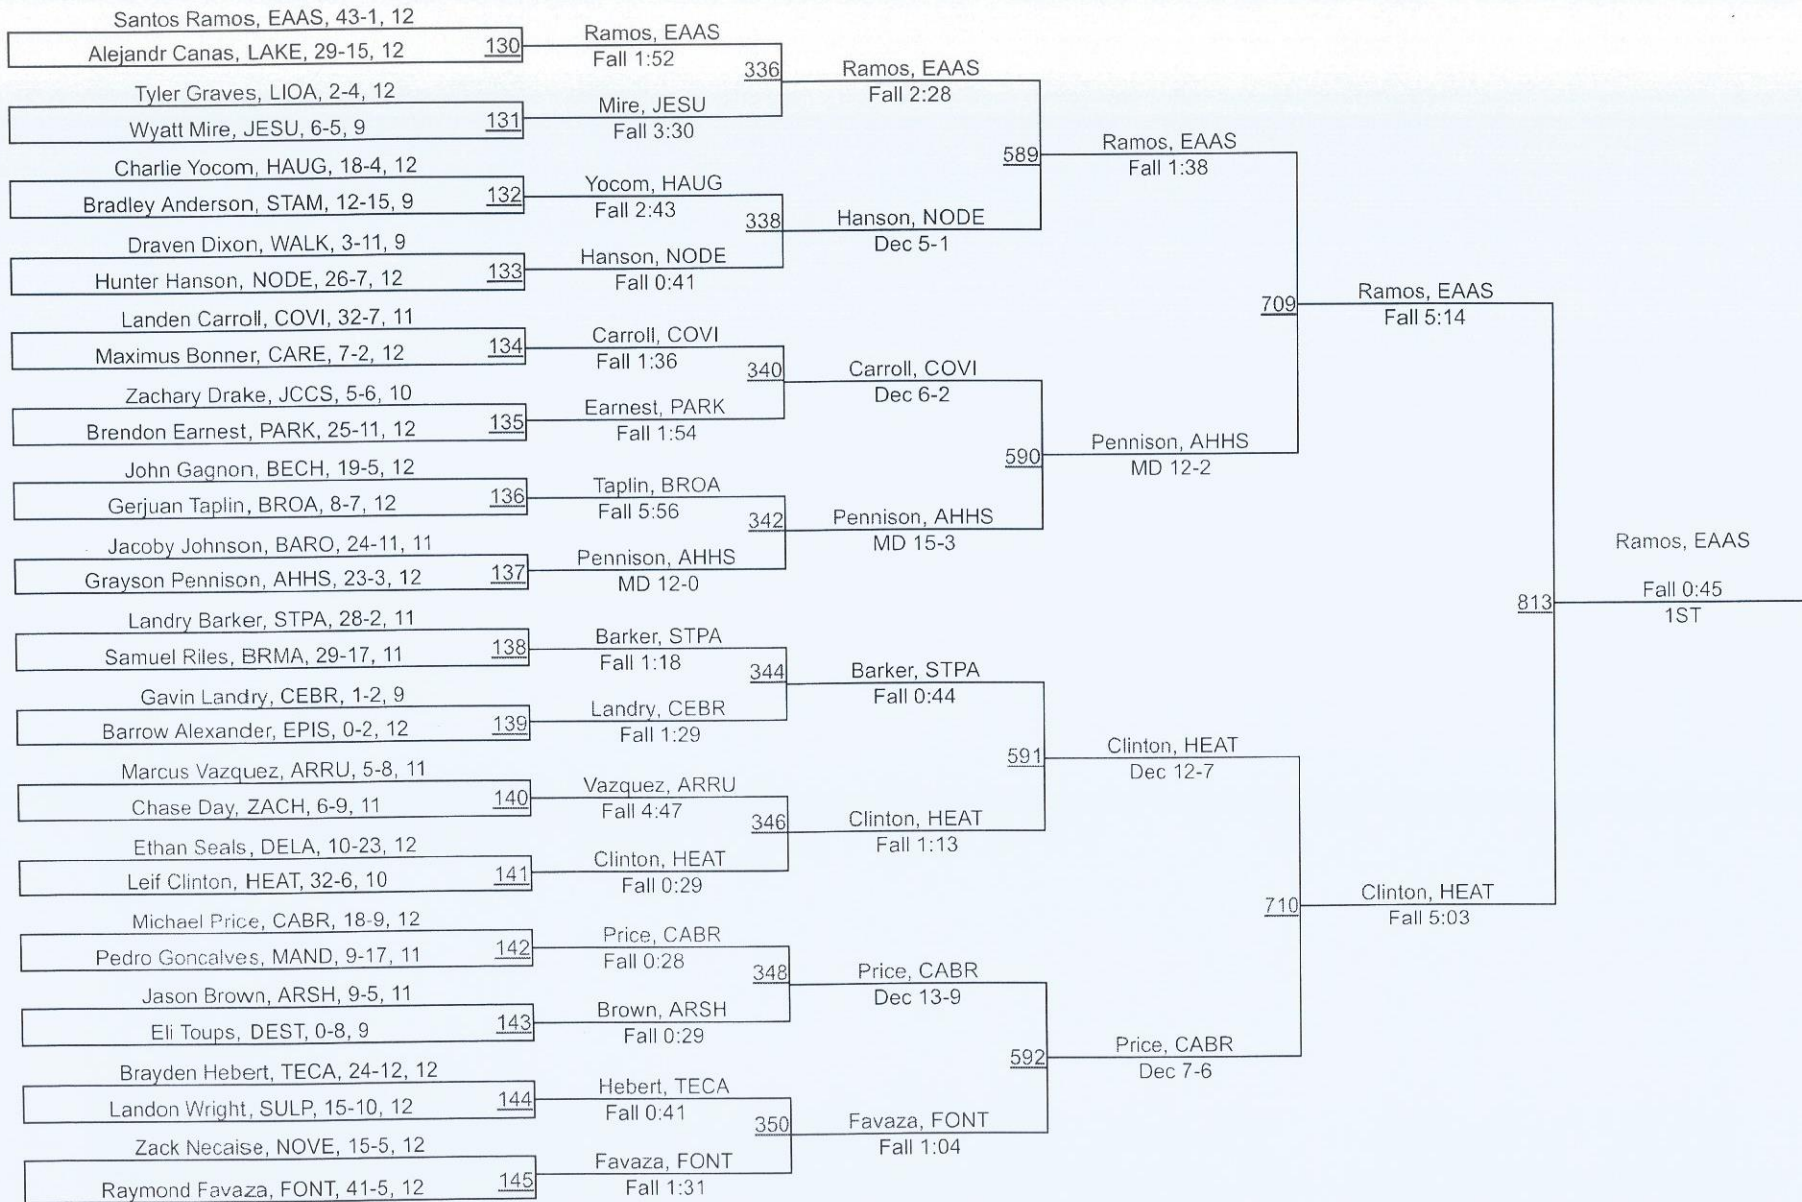 Santos Ramos, EAAS, 43-1, 12
Alejandr Canas, LAKE, 29-15, 12
130
Tyler Graves, LIOA, 2-4, 12
Wyatt Mire, JESU, 6-5, 9
131
Charlie Yocom, HAUG, 18-4, 12
Bradley Anderson, STAM, 12-15, 9
132
Draven Dixon, WALK, 3-11, 9
Hunter Hanson, NODE, 26-7, 12
133
Landen Carroll, COVI, 32-7, 11
Maximus Bonner, CARE, 7-2, 12
134
Zachary Drake, JCCS, 5-6, 10
Brendon Earnest, PARK, 25-11, 12
135
John Gagnon, BECH, 19-5, 12
Gerjuan Taplin, BROA, 8-7, 12
136
Jacoby Johnson, BARO, 24-11, 11
Grayson Pennison, AHHS, 23-3, 12
137
Landry Barker, STPA, 28-2, 11
Samuel Riles, BRMA, 29-17, 11
138
Gavin Landry, CEBR, 1-2, 9
Barrow Alexander, EPIS, 0-2, 12
139
Marcus Vazquez, ARRU, 5-8, 11
Chase Day, ZACH, 6-9, 11
140
Ethan Seals, DELA, 10-23, 12
Leif Clinton, HEAT, 32-6, 10
141
Michael Price, CABR, 18-9, 12
Pedro Goncalves, MAND, 9-17, 11
142
Jason Brown, ARSH, 9-5, 11
Eli Toups, DEST, 0-8, 9
143
Brayden Hebert, TECA, 24-12, 12
Landon Wright, SULP, 15-10, 12
144
Zack Necaise, NOVE, 15-5, 12
Raymond Favaza, FONT, 41-5, 12
145
Ramos, EAAS
Fall 1:52
336
Mire, JESU
Fall 3:30
Yocom, HAUG
Fall 2:43
338
Hanson, NODE
Fall 0:41
Carroll, COVI
Fall 1:36
340
Earnest, PARK
Fall 1:54
Taplin, BROA
Fall 5:56
342
Pennison, AHHS
MD 12-0
Barker, STPA
Fall 1:18
344
Landry, CEBR
Fall 1:29
Vazquez, ARRU
Fall 4:47
346
Clinton, HEAT
Fall 0:29
Price, CABR
Fall 0:28
348
Brown, ARSH
Fall 0:29
Hebert, TECA
Fall 0:41
350
Favaza, FONT
Fall 1:31
Ramos, EAAS
Fall 2:28
589
Hanson, NODE
Dec 5-1
Carroll, COVI
Dec 6-2
590
Pennison, AHHS
MD 15-3
Barker, STPA
Fall 0:44
591
Clinton, HEAT
Fall 1:13
Price, CABR
Dec 13-9
592
Favaza, FONT
Fall 1:04
Ramos, EAAS
Fall 1:38
709
Pennison, AHHS
MD 12-2
Clinton, HEAT
Dec 12-7
710
Price, CABR
Dec 7-6
Ramos, EAAS
Fall 5:14
813
Clinton, HEAT
Fall 5:03
Ramos, EAAS
Fall 0:45
1ST